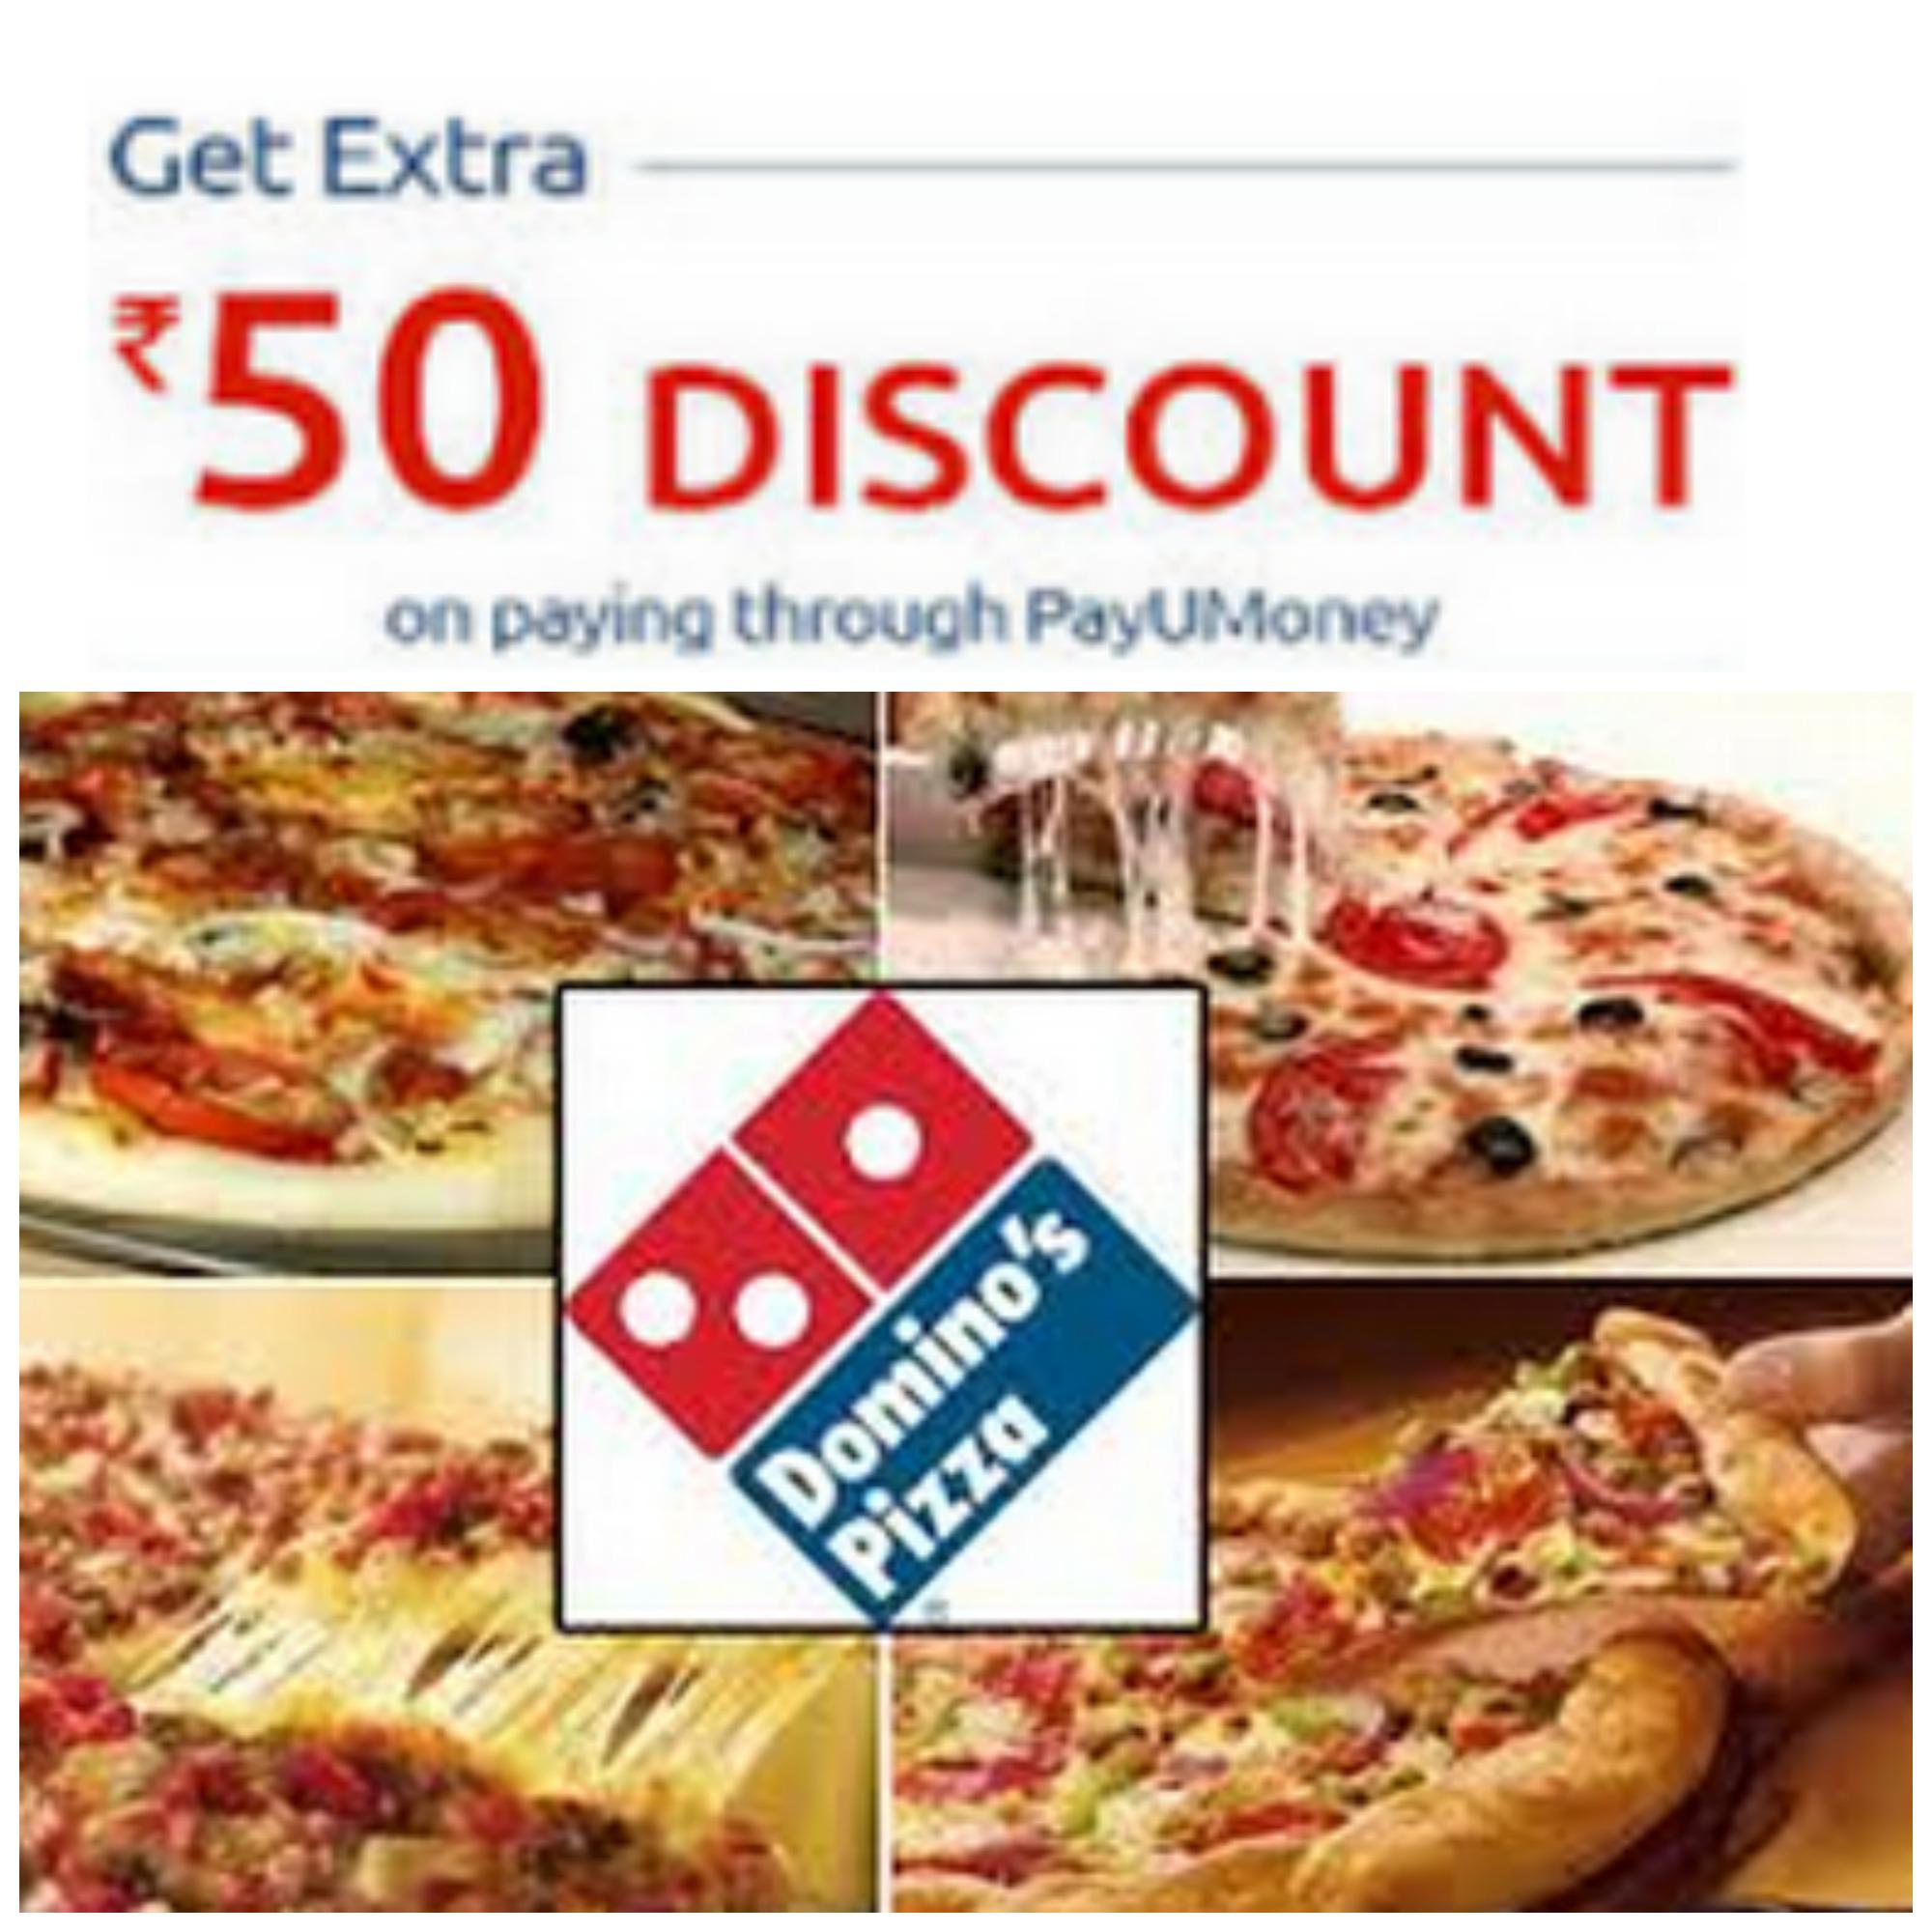 Get Extra
₹50 DISCOUNT
on paying through PayUMoney
Domino's
Pizza